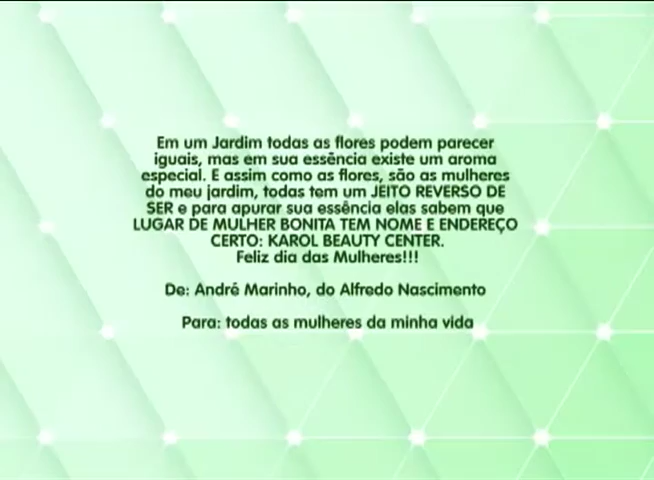 Em um Jardim todas as flores podem parecer
iguais, mas em sua essência existe um aroma
especial. E assim como as flores, são as mulheres
do meu jardim, todas tem um JEITO REVERSO DE
SER e para apurar sua essência elas sabem que
LUGAR DE MULHER BONITA TEM NOME E ENDEREÇO
CERTO: KAROL BEAUTY CENTER.
Feliz dia das Mulheres!!!
De: André Marinho, do Alfredo Nascimento
Para: todas as mulheres da minha vida